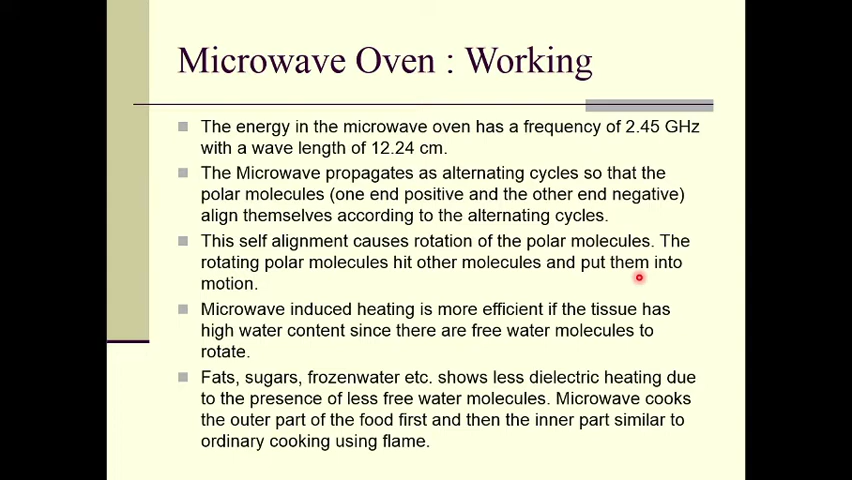 Microwave Oven : Working
The energy in the microwave oven has a frequency of 2.45 GHz
with a wave length of 12.24 cm.
The Microwave propagates as alternating cycles so that the
polar molecules (one end positive and the other end negative)
align themselves according to the alternating cycles.
This self alignment causes rotation of the polar molecules. The
rotating polar molecules hit other molecules and put them into
motion.
Microwave induced heating is more efficient if the tissue has
high water content since there are free water molecules to
rotate.
Fats, sugars, frozenwater etc. shows less dielectric heating due
to the presence of less free water molecules. Microwave cooks
the outer part of the food first and then the inner part similar to
ordinary cooking using flame.